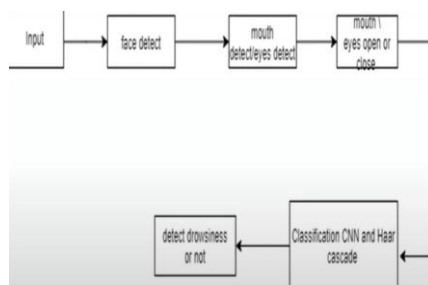 Input
face detect
mouth
detect/eyes detect
mouth \
eyes open or
close
Classification CNN and Haar
cascade
detect drowsiness
or not